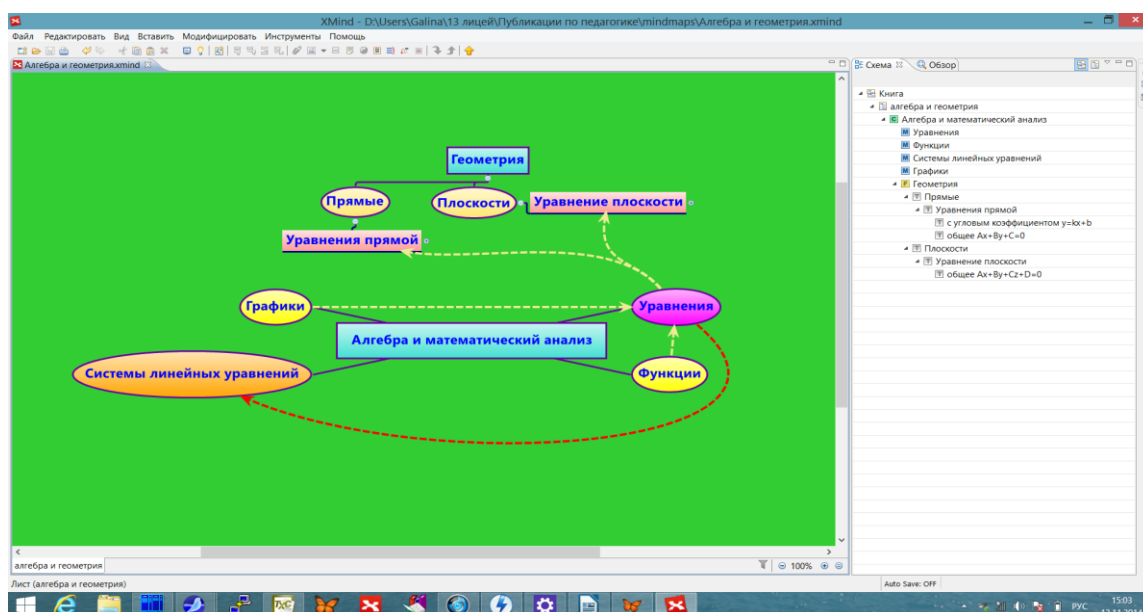 XMind - D:\Users\Galina\13 лицей\Публикации по педагогике\mindmaps\Алгебра и геометрия.xmind
Файл Редактировать Вид Вставить Модифицировать Инструменты Помощь
Алгебра и геометрия.xmind
Схема Обзор
Геометрия
Прямые
Плоскости
Уравнение плоскости
Уравнения прямой
Графики
Уравнения
Алгебра и математический анализ
Системы линейных уравнений
Функции
Книга
алгебра и геометрия
Алгебра и математический анализ
Уравнения
Функции
Системы линейных уравнений
Графики
Геометрия
Прямые
Уравнения прямой
с угловым коэффициентом y=kx+b
общее Ax+By+C=0
Плоскости
Уравнение плоскости
общее Ax+By+Cz+D=0
алгебра и геометрия
100%
Лист (алгебра и геометрия)
Auto Save: OFF
РУС
15:03